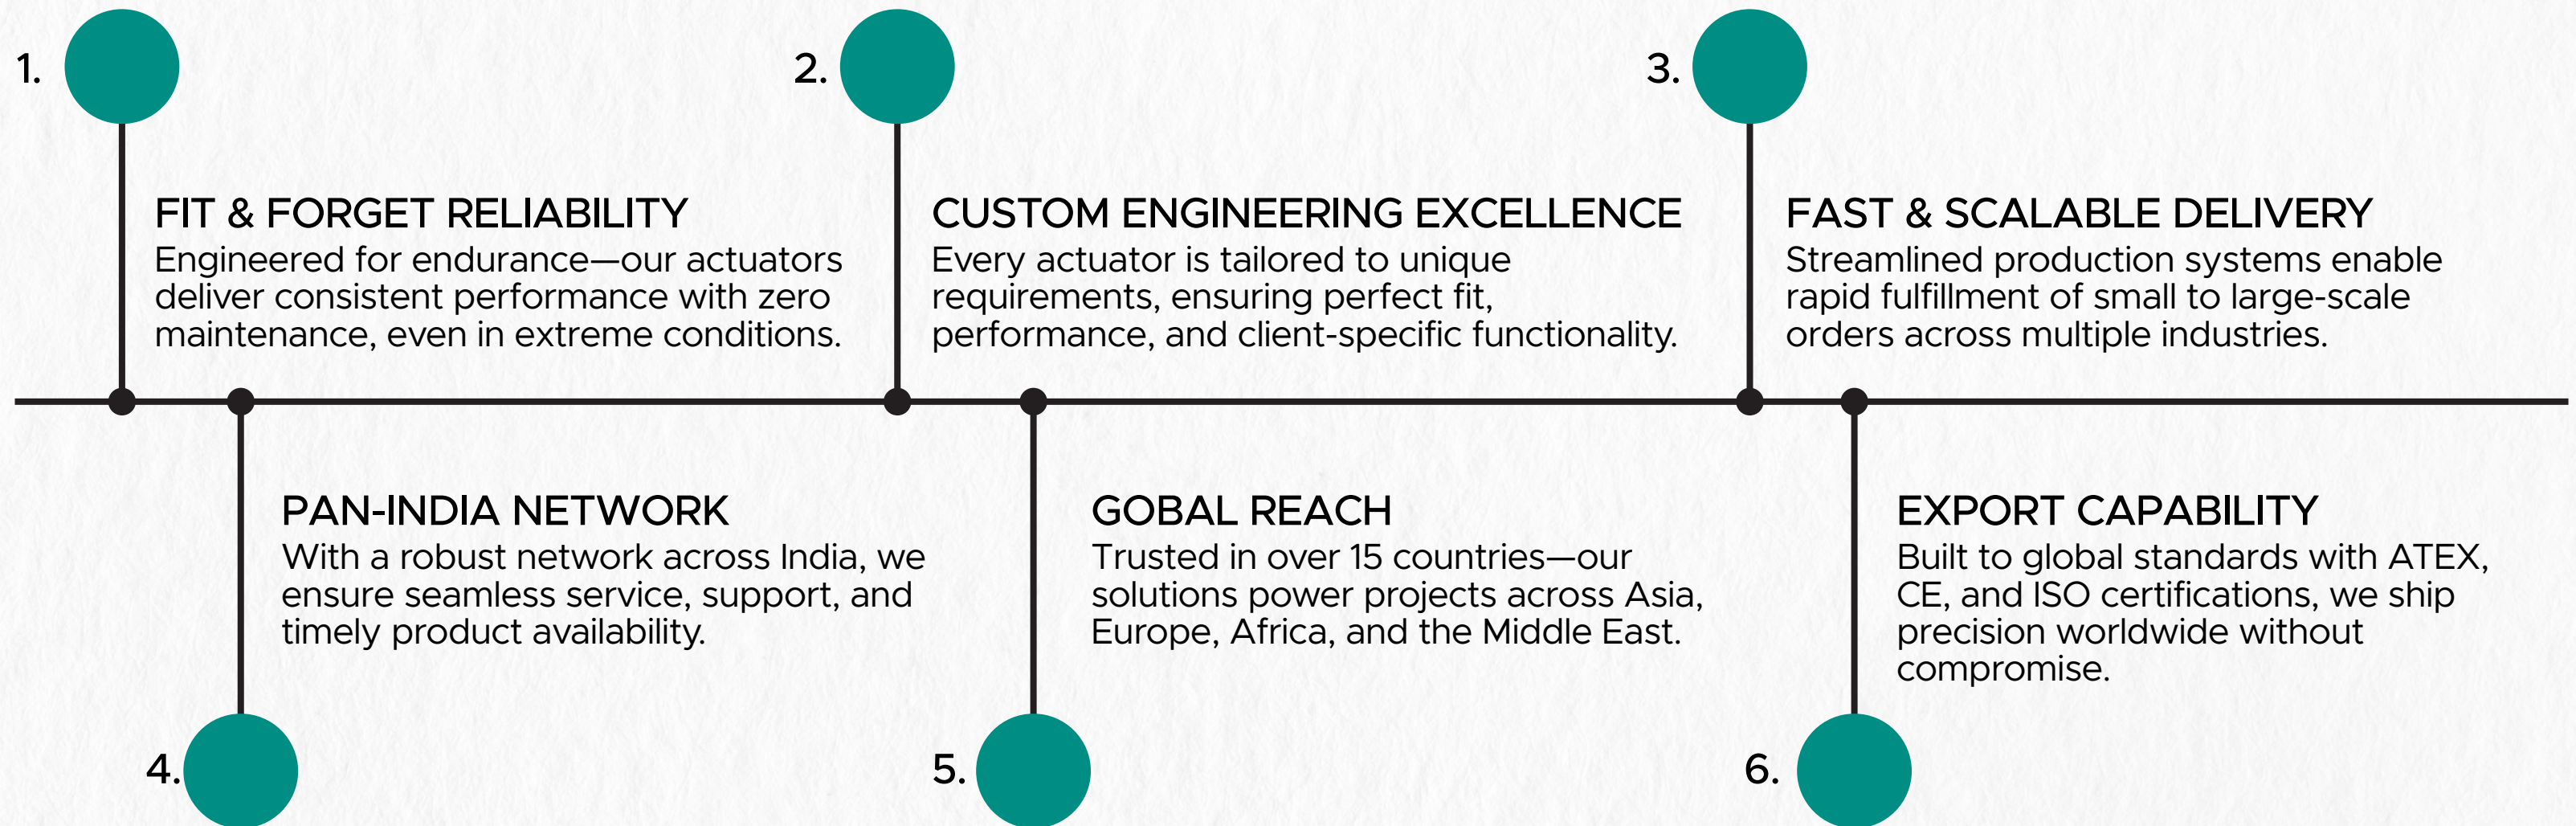 1.
FIT & FORGET RELIABILITY
Engineered for endurance—our actuators
deliver consistent performance with zero
maintenance, even in extreme conditions.
2.
CUSTOM ENGINEERING EXCELLENCE
Every actuator is tailored to unique
requirements, ensuring perfect fit,
performance, and client-specific functionality.
3.
FAST & SCALABLE DELIVERY
Streamlined production systems enable
rapid fulfillment of small to large-scale
orders across multiple industries.
4.
PAN-INDIA NETWORK
With a robust network across India, we
ensure seamless service, support, and
timely product availability.
5.
GOBAL REACH
Trusted in over 15 countries—our
solutions power projects across Asia,
Europe, Africa, and the Middle East.
6.
EXPORT CAPABILITY
Built to global standards with ATEX,
CE, and ISO certifications, we ship
precision worldwide without
compromise.